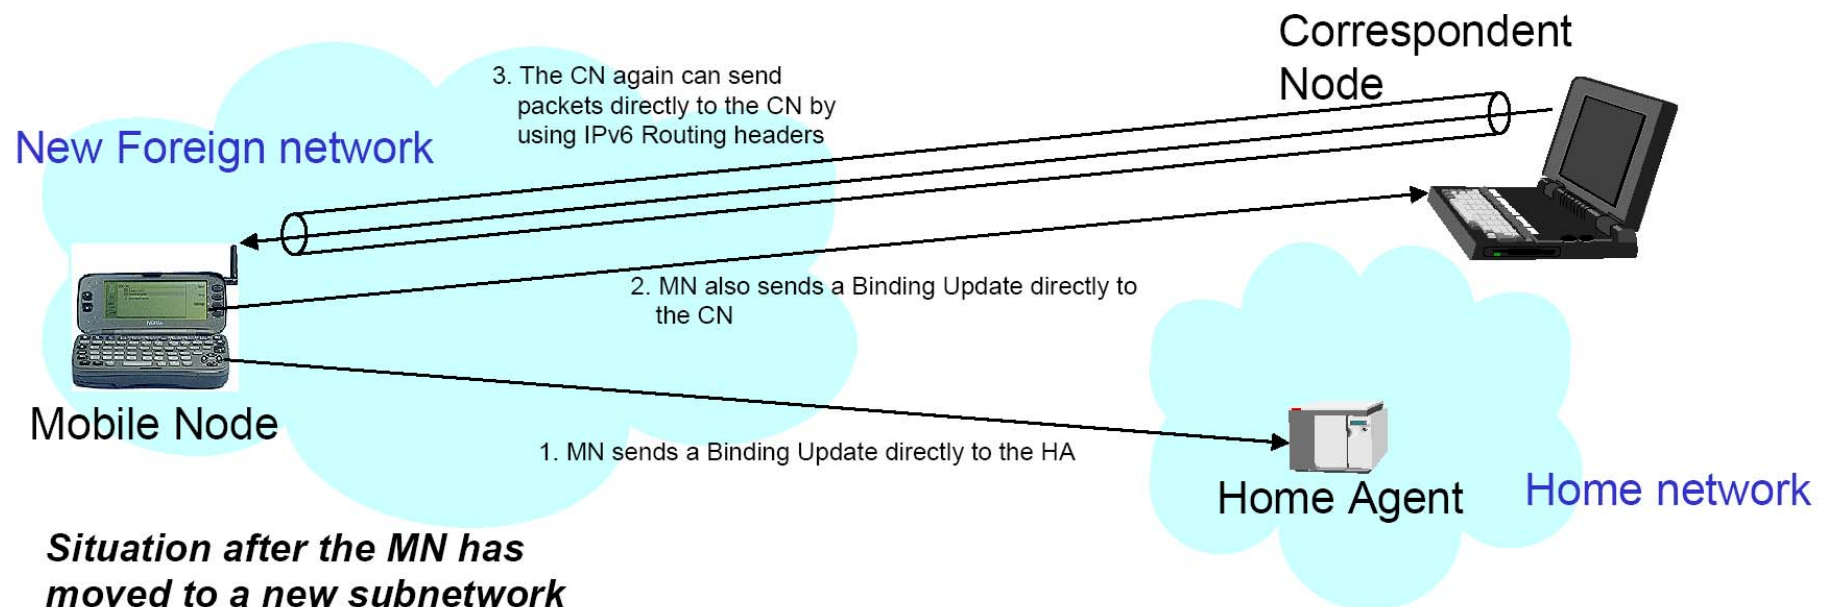 Correspondent
Node
3. The CN again can send
packets directly to the CN by
using IPv6 Routing headers
New Foreign network
2. MN also sends a Binding Update directly to
the CN
Mobile Node
1. MN sends a Binding Update directly to the HA
Home Agent
Home network
Situation after the MN has
moved to a new subnetwork